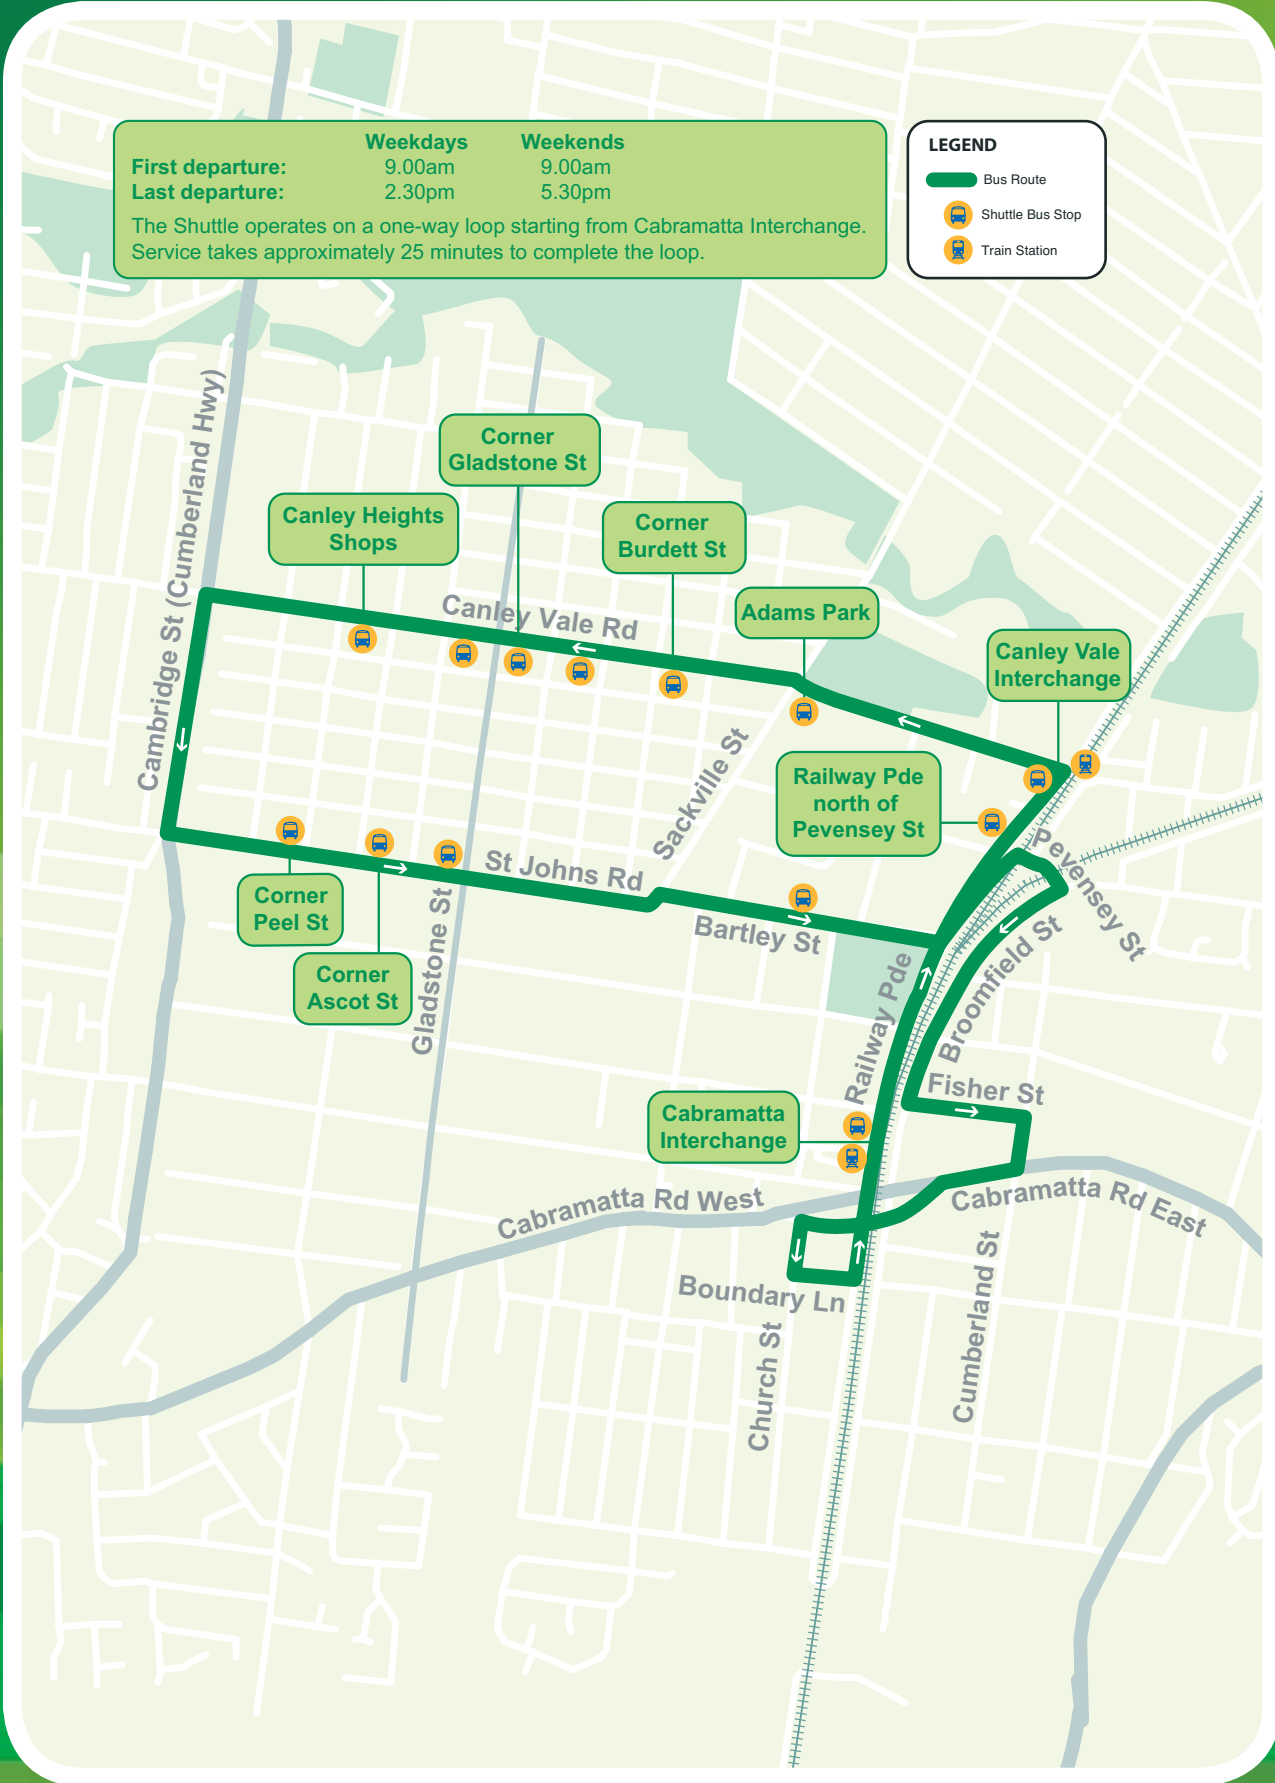 Weekdays Weekends
First departure: 9.00am 9.00am
Last departure: 2.30pm 5.30pm
The Shuttle operates on a one-way loop starting from Cabramatta Interchange.
Service takes approximately 25 minutes to complete the loop.
LEGEND
Bus Route
Shuttle Bus Stop
Train Station
Cambridge St (Cumberland Hwy)
Corner
Gladstone St
Canley Heights
Shops
Corner
Burdett St
Canley Vale Rd
Adams Park
Canley Vale
Interchange
Sackville St
Railway Pde
north of
Pevensey St
Pevensey St
St Johns Rd
Corner
Peel St
Corner
Ascot St
Gladstone St
Bartley St
Railway Pde
Broomfield St
Fisher St
Cabramatta
Interchange
Cabramatta Rd West
Cabramatta Rd East
Boundary Ln
Church St
Cumberland St